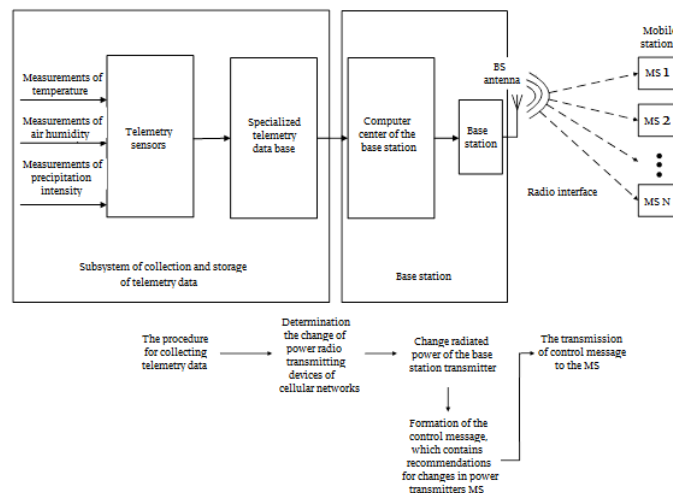 Measurements of
temperature
Measurements of
air humidity
Measurements of
precipitation
intensity
Telemetry
sensors
Specialized
telemetry
data base
Subsystem of collection and storage
of telemetry data
Computer
center of the
base station
Base
station
Base station
BS
antenna
Radio interface
Mobile
station
MS 1
MS 2
MS N
The procedure
for collecting
telemetry data
Determination
the change of
power radio
transmitting
devices of
cellular networks
Change radiated
power of the base
station transmitter
Formation of the
control message,
which contains
recommendations
for changes in power
transmitters MS
The transmission
of control message
to the MS